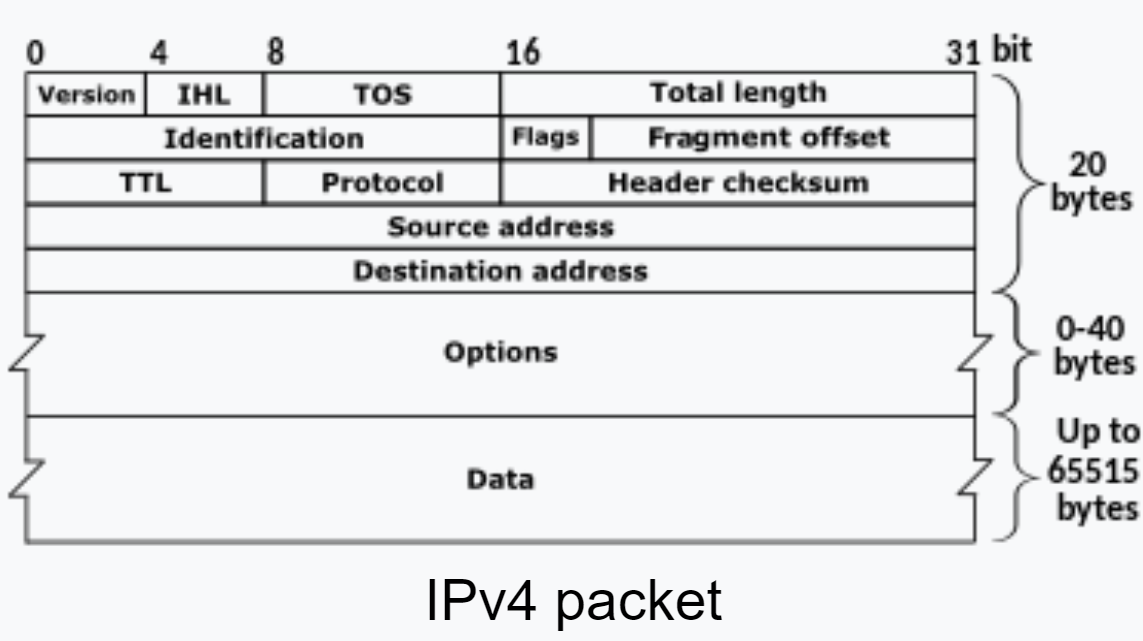 0 4 8 16 31 bit
Version IHL TOS Total length
Identification Flags Fragment offset
TTL Protocol Header checksum
Source address
Destination address
20
bytes
Options
0-40
bytes
Data
Up to
65515
bytes
IPv4 packet